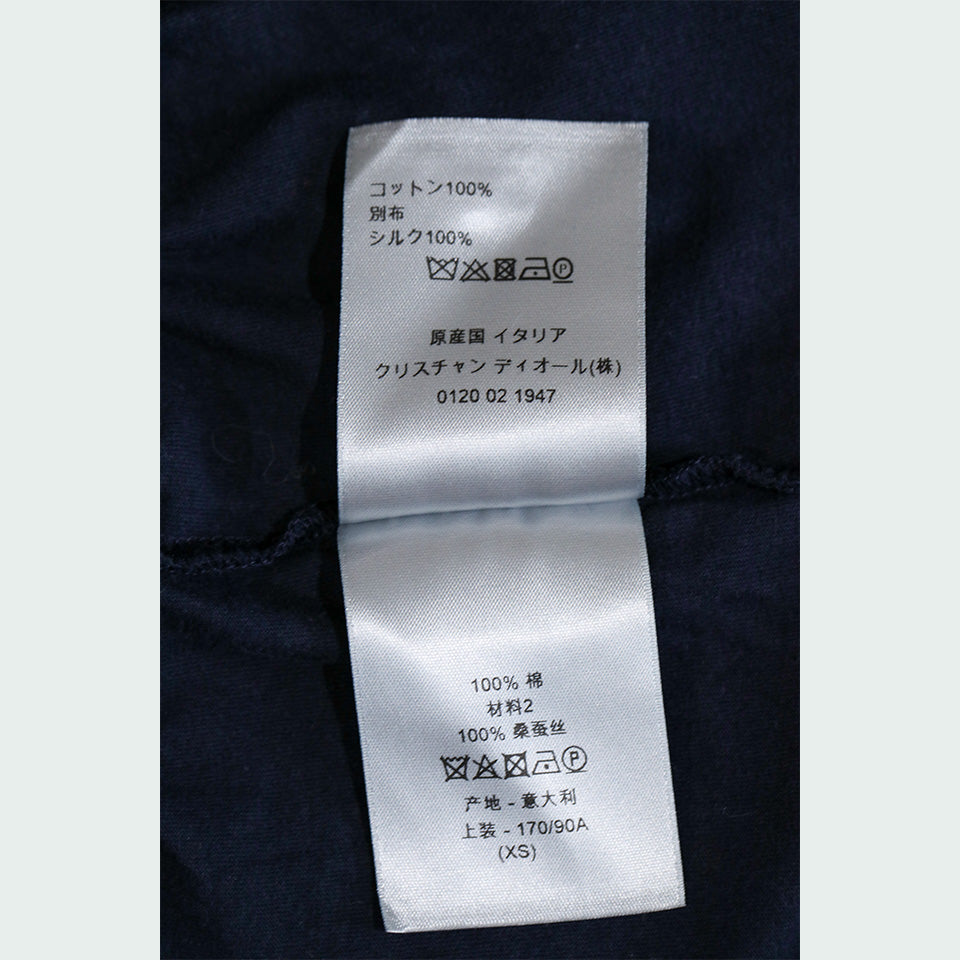 コットン100%
別布
シルク100%
P
原産国 イタリア
クリスチャン ディオール(株)
0120 02 1947
100% 棉
材料2
100% 桑蚕丝
P
产地 - 意大利
上装 - 170/90A
(XS)